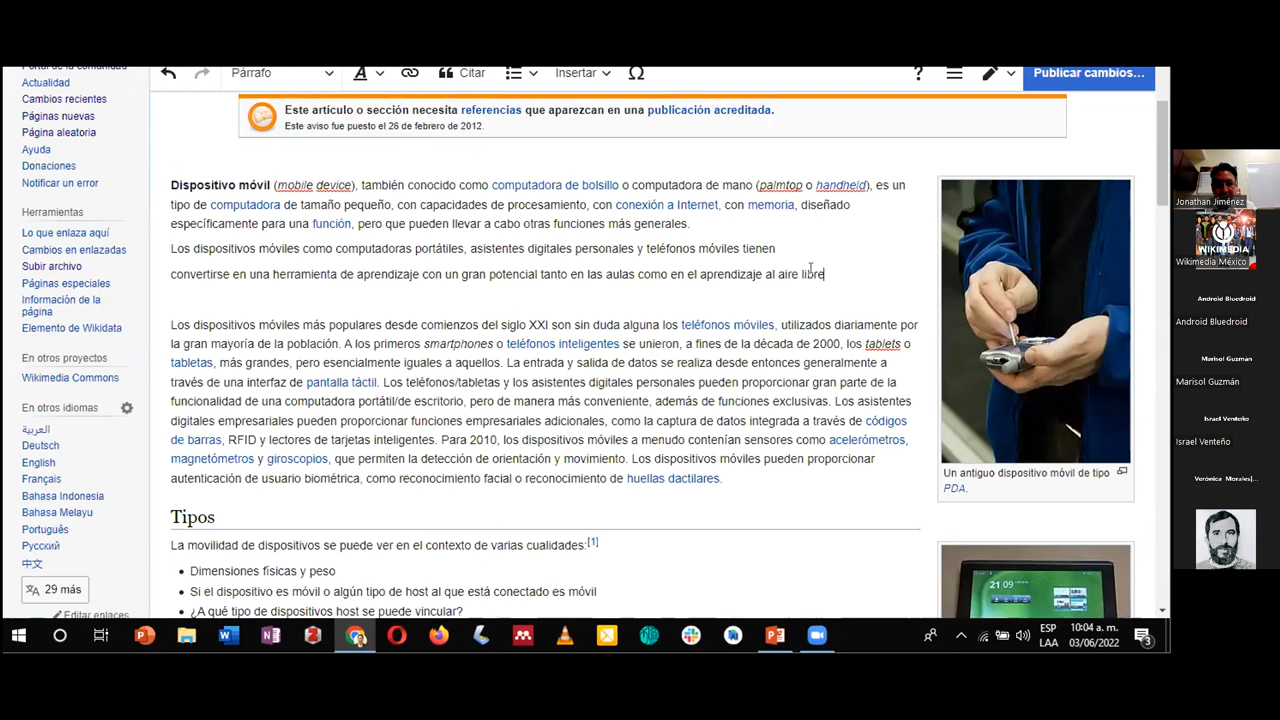 Portal de la comunidad
Actualidad
Cambios recientes
Páginas nuevas
Página aleatoria
Ayuda
Donaciones
Notificar un error
Herramientas
Lo que enlaza aquí
Cambios en enlazadas
Subir archivo
Páginas especiales
Información de la
página
Elemento de Wikidata
En otros proyectos
Wikimedia Commons
En otros idiomas
العربية
Deutsch
English
Français
Bahasa Indonesia
Bahasa Melayu
Português
Русский
中文
29 más
Editar enlaces
Párrafo A Citar Insertar Ω ? Publicar cambios...
Este artículo o sección necesita referencias que aparezcan en una publicación acreditada.
Este aviso fue puesto el 26 de febrero de 2012.
Dispositivo móvil (mobile device), también conocido como computadora de bolsillo o computadora de mano (palmtop o handheld), es un
tipo de computadora de tamaño pequeño, con capacidades de procesamiento, con conexión a Internet, con memoria, diseñado
específicamente para una función, pero que pueden llevar a cabo otras funciones más generales.
Los dispositivos móviles como computadoras portátiles, asistentes digitales personales y teléfonos móviles tienen
convertirse en una herramienta de aprendizaje con un gran potencial tanto en las aulas como en el aprendizaje al aire libre
Los dispositivos móviles más populares desde comienzos del siglo XXI son sin duda alguna los teléfonos móviles, utilizados diariamente por
la gran mayoría de la población. A los primeros smartphones o teléfonos inteligentes se unieron, a fines de la década de 2000, los tablets o
tabletas, más grandes, pero esencialmente iguales a aquellos. La entrada y salida de datos se realiza desde entonces generalmente a
través de una interfaz de pantalla táctil. Los teléfonos/tabletas y los asistentes digitales personales pueden proporcionar gran parte de la
funcionalidad de una computadora portátil/de escritorio, pero de manera más conveniente, además de funciones exclusivas. Los asistentes
digitales empresariales pueden proporcionar funciones empresariales adicionales, como la captura de datos integrada a través de códigos
de barras, RFID y lectores de tarjetas inteligentes. Para 2010, los dispositivos móviles a menudo contenían sensores como acelerómetros,
magnetómetros y giroscopios, que permiten la detección de orientación y movimiento. Los dispositivos móviles pueden proporcionar
autenticación de usuario biométrica, como reconocimiento facial o reconocimiento de huellas dactilares.
Tipos
La movilidad de dispositivos se puede ver en el contexto de varias cualidades:[1]
• Dimensiones físicas y peso
• Si el dispositivo es móvil o algún tipo de host al que está conectado es móvil
• ¿A qué tipo de dispositivos host se puede vincular?
Un antiguo dispositivo móvil de tipo
PDA.
21:09
Jonathan Jiménez
WIKIMEDIA
Wikimedia México
Android Bluedroid
Android Bluedroid
Marisol Guzmán
Marisol Guzmán
Israel Venteño
Israel Venteño
Verónica Morales[...
ESP
LAA
10:04 a. m.
03/06/2022
3